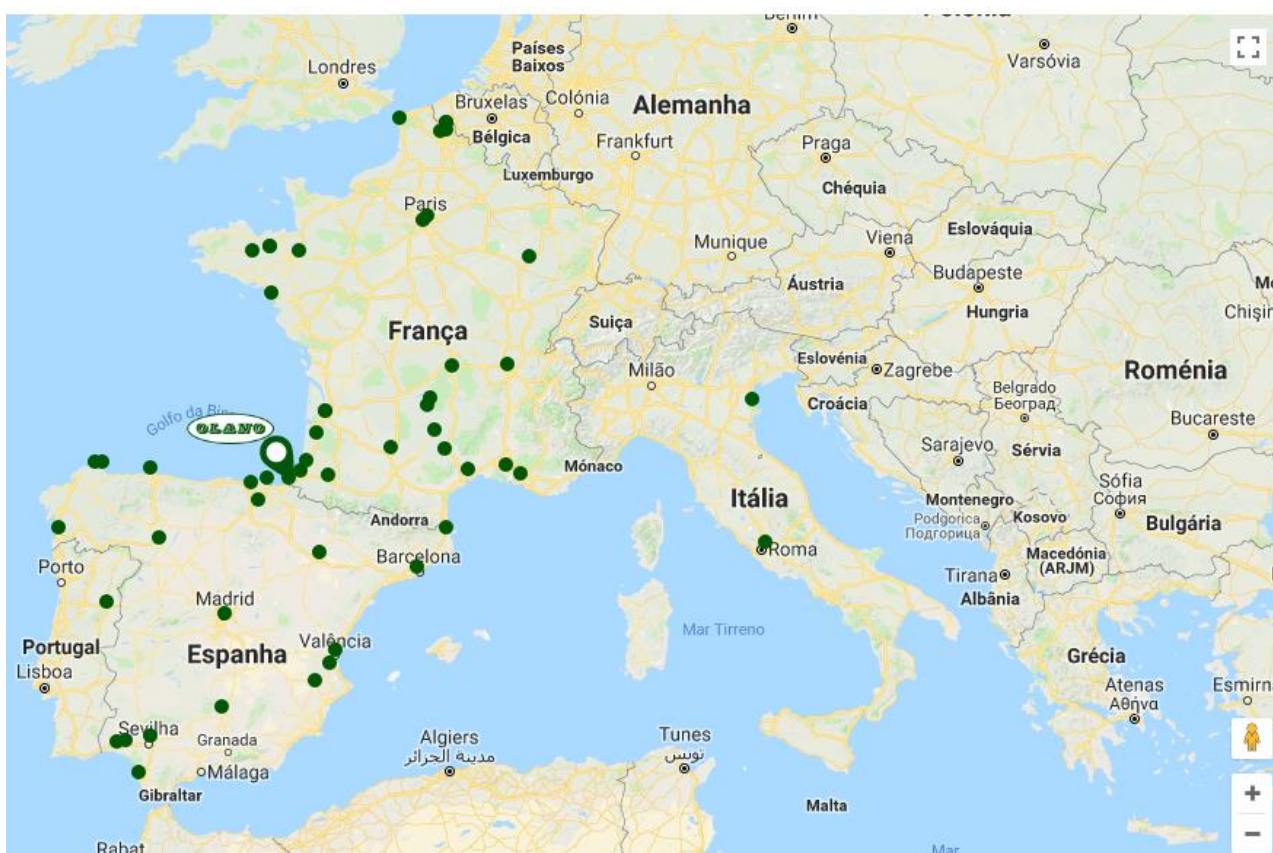 Berlim
Polónia
Países
Baixos
Londres
Varsóvia
Bruxelas
Colónia
Alemanha
Bélgica
Frankfurt
Praga
Luxemburgo
Chéquia
Paris
Eslováquia
Munique
Viena
Budapeste
Áustria
Hungria
Chişin
França
Suíça
Milão
Eslovénia
Zagrebe
Roménia
Belgrado
Београд
Croácia
Golfo da
OLANO
Bucareste
Sarajevo
Sérvia
Mónaco
Sófia
София
Itália
Montenegro
Andorra
Podgorica
Подгорица
Kosovo
Bulgária
Barcelona
Roma
Macedónia
(ARJM)
Porto
Tirana
Albânia
Madrid
Mar Tirreno
Portugal
Espanha
Valência
Grécia
Lisboa
Atenas
Αθήνα
Esmirn
Sevilha
Granada
Algiers
مدينة الجزائر
Tunes
تونس
Málaga
Gibraltar
Malta
Rabat
Mar
+
−